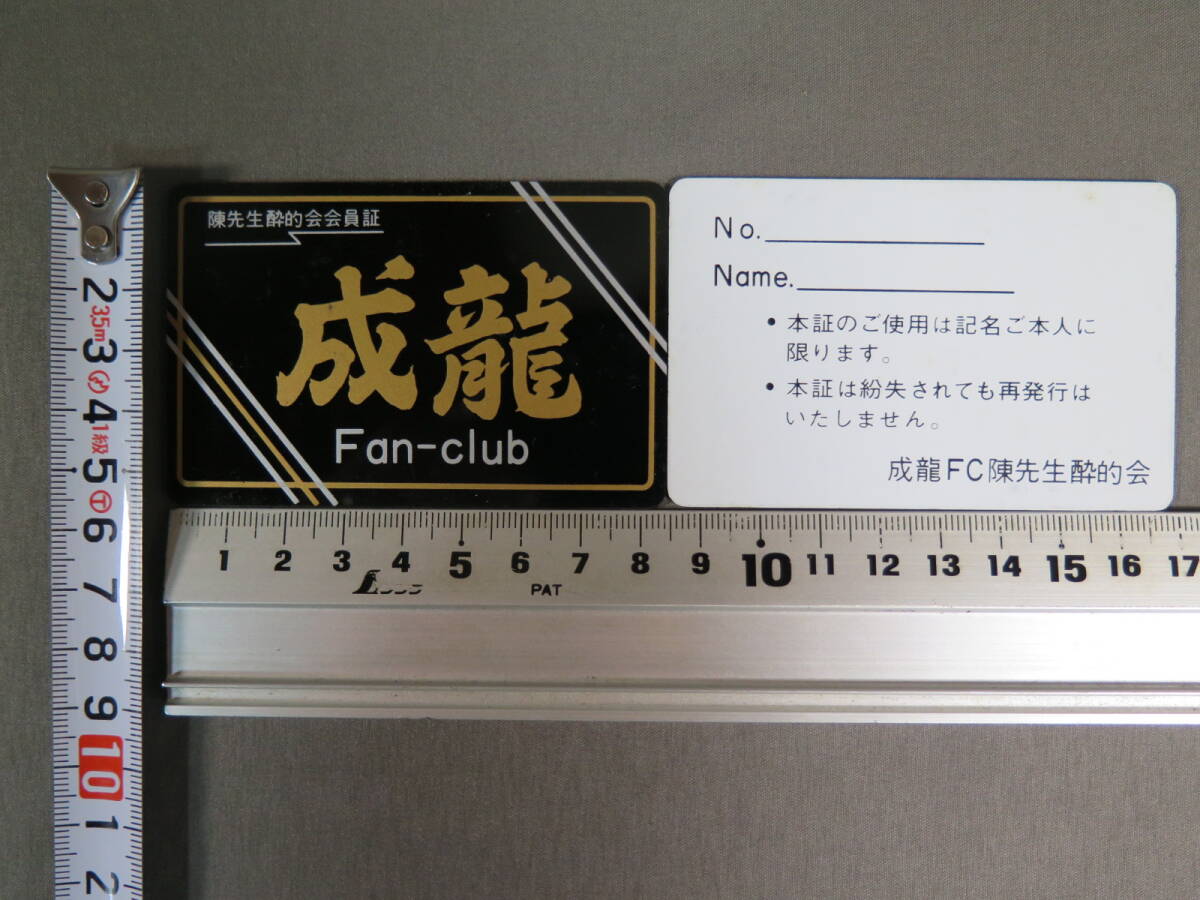 陳先生酔的会会員証
成龍
Fan-club
No.
Name.
• 本証のご使用は記名ご本人に
限ります。
• 本証は紛失されても再発行は
いたしません。
成龍FC陳先生酔的会
1 2 3 4 5 6 7 8 9 10 11 12 13 14 15 16 17
PAT
2
3.5m
3
4
1級
5
6
7
8
9
10
1
2